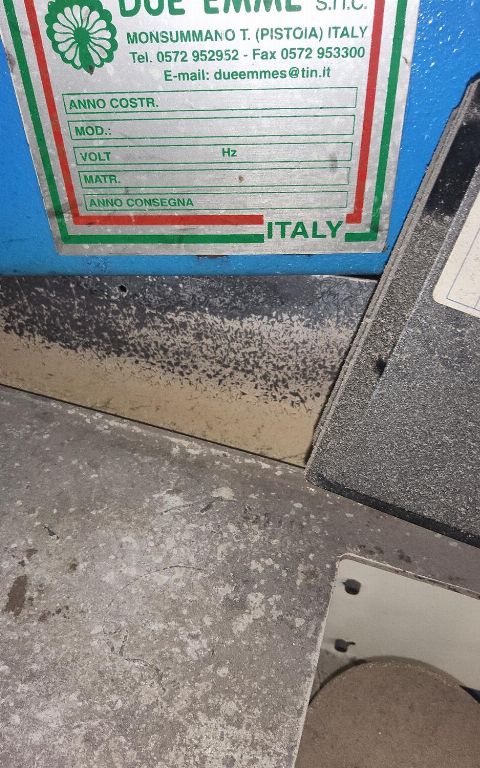 DUE EMME S.n.c.
MONSUMMANO T. (PISTOIA) ITALY
Tel. 0572 952952 - Fax 0572 953300
E-mail: dueemmes@tin.it
ANNO COSTR.
MOD.:
VOLT Hz
MATR.
ANNO CONSEGNA
ITALY